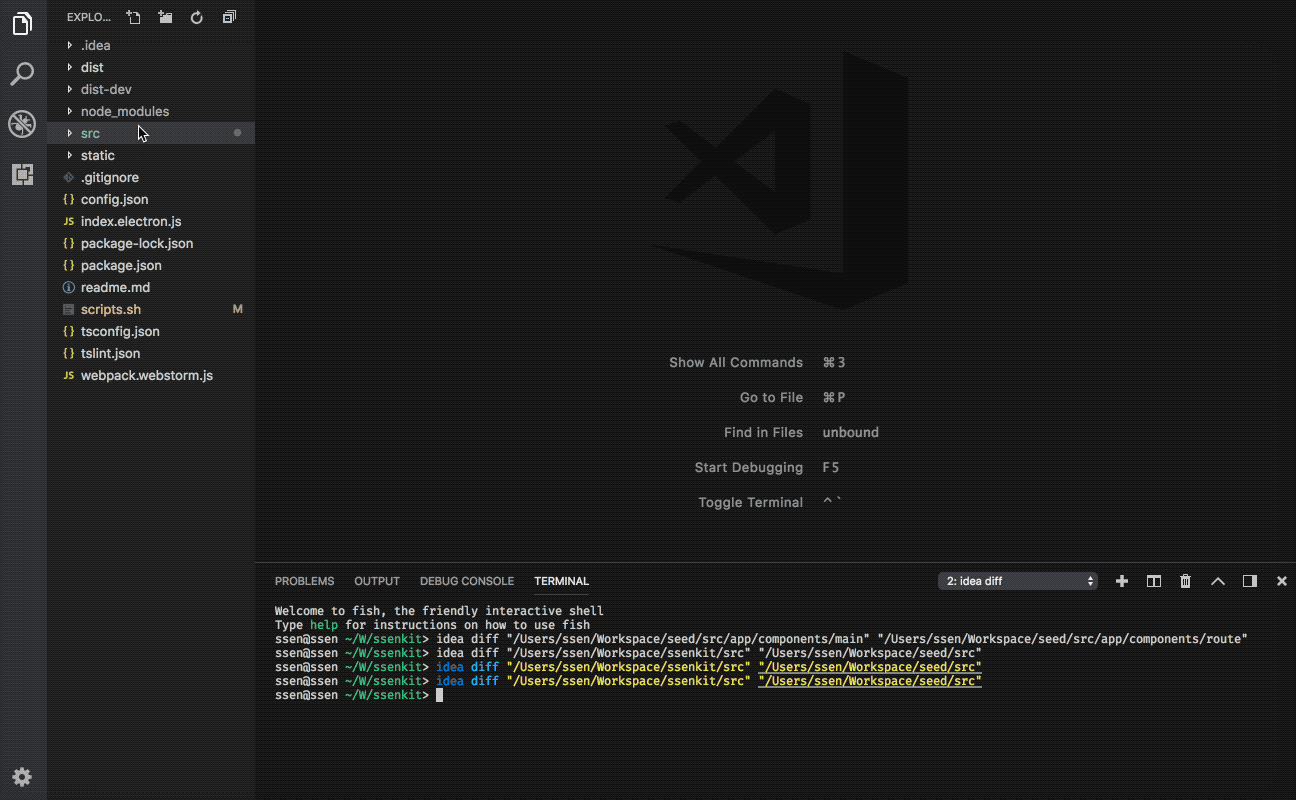 EXPLO...
.idea
dist
dist-dev
node_modules
src
static
.gitignore
{ } config.json
JS index.electron.js
{ } package-lock.json
{ } package.json
readme.md
scripts.sh M
{ } tsconfig.json
{ } tslint.json
JS webpack.webstorm.js
Show All Commands ⌘3
Go to File ⌘P
Find in Files unbound
Start Debugging F5
Toggle Terminal ^`
PROBLEMS OUTPUT DEBUG CONSOLE TERMINAL 2: idea diff
Welcome to fish, the friendly interactive shell
Type help for instructions on how to use fish
ssen@ssen ~/W/ssenkit> idea diff "/Users/ssen/Workspace/seed/src/app/components/main" "/Users/ssen/Workspace/seed/src/app/components/route"
ssen@ssen ~/W/ssenkit> idea diff "/Users/ssen/Workspace/ssenkit/src" "/Users/ssen/Workspace/seed/src"
ssen@ssen ~/W/ssenkit> idea diff "/Users/ssen/Workspace/ssenkit/src" "/Users/ssen/Workspace/seed/src"
ssen@ssen ~/W/ssenkit> idea diff "/Users/ssen/Workspace/ssenkit/src" "/Users/ssen/Workspace/seed/src"
ssen@ssen ~/W/ssenkit>